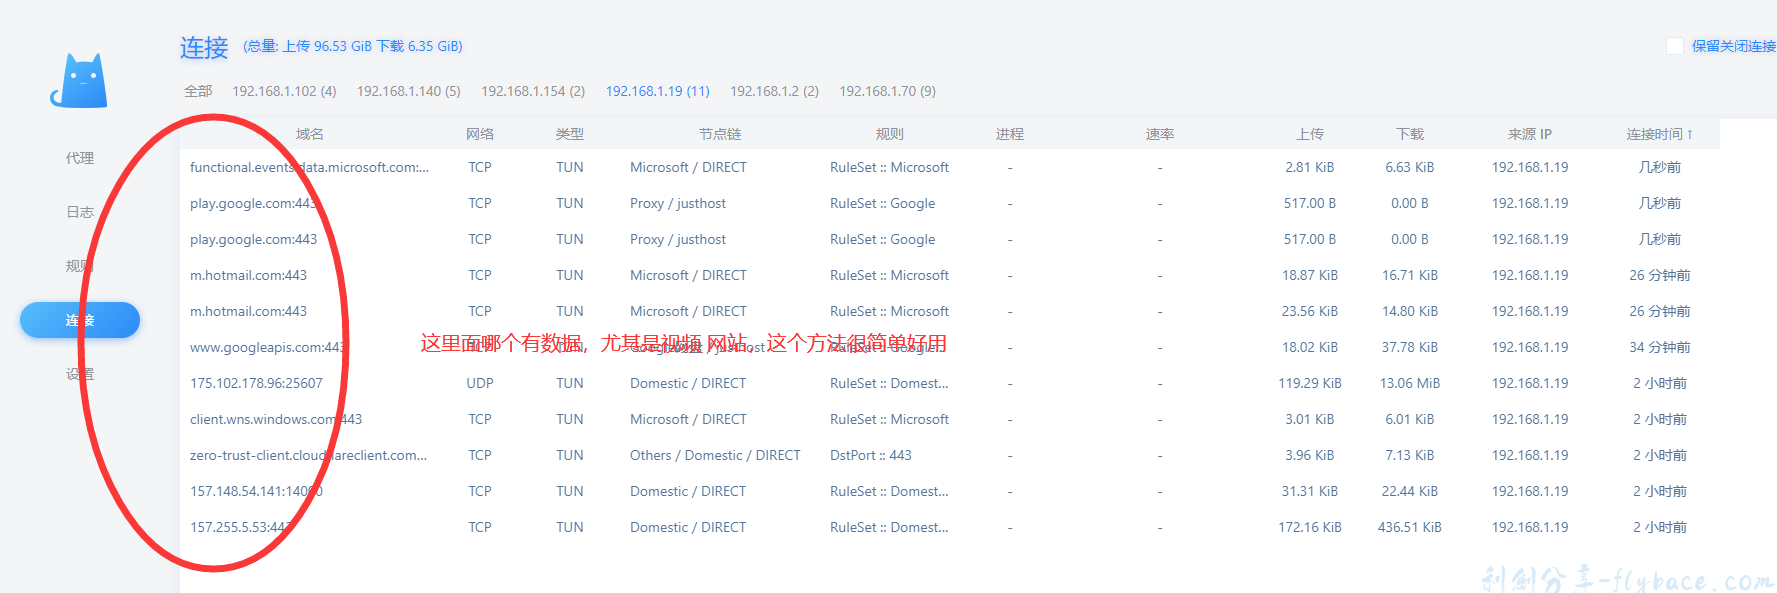 连接 (总量: 上传 96.53 GiB 下载 6.35 GiB) 保留关闭连接
全部 192.168.1.102 (4) 192.168.1.140 (5) 192.168.1.154 (2) 192.168.1.19 (11) 192.168.1.2 (2) 192.168.1.70 (9)
代理
日志
规则
连接
设置
域名 网络 类型 节点链 规则 进程 速率 上传 下载 来源 IP 连接时间 ↑
functional.events.data.microsoft.com:... TCP TUN Microsoft / DIRECT RuleSet :: Microsoft - - 2.81 KiB 6.63 KiB 192.168.1.19 几秒前
play.google.com:443 TCP TUN Proxy / justhost RuleSet :: Google - - 517.00 B 0.00 B 192.168.1.19 几秒前
play.google.com:443 TCP TUN Proxy / justhost RuleSet :: Google - - 517.00 B 0.00 B 192.168.1.19 几秒前
m.hotmail.com:443 TCP TUN Microsoft / DIRECT RuleSet :: Microsoft - - 18.87 KiB 16.71 KiB 192.168.1.19 26 分钟前
m.hotmail.com:443 TCP TUN Microsoft / DIRECT RuleSet :: Microsoft - - 23.56 KiB 14.80 KiB 192.168.1.19 26 分钟前
这里面哪个有数据，尤其是视频 网站，这个方法很简单好用
www.googleapis.com:443 TCP TUN / justhost RuleSet :: Google - - 18.02 KiB 37.78 KiB 192.168.1.19 34 分钟前
175.102.178.96:25607 UDP TUN Domestic / DIRECT RuleSet :: Domest... - - 119.29 KiB 13.06 MiB 192.168.1.19 2 小时前
client.wns.windows.com:443 TCP TUN Microsoft / DIRECT RuleSet :: Microsoft - - 3.01 KiB 6.01 KiB 192.168.1.19 2 小时前
zero-trust-client.cloudflareclient.com... TCP TUN Others / Domestic / DIRECT DstPort :: 443 - - 3.96 KiB 7.13 KiB 192.168.1.19 2 小时前
157.148.54.141:14000 TCP TUN Domestic / DIRECT RuleSet :: Domest... - - 31.31 KiB 22.44 KiB 192.168.1.19 2 小时前
157.255.5.53:443 TCP TUN Domestic / DIRECT RuleSet :: Domest... - - 172.16 KiB 436.51 KiB 192.168.1.19 2 小时前
利剑分享-flybace.com